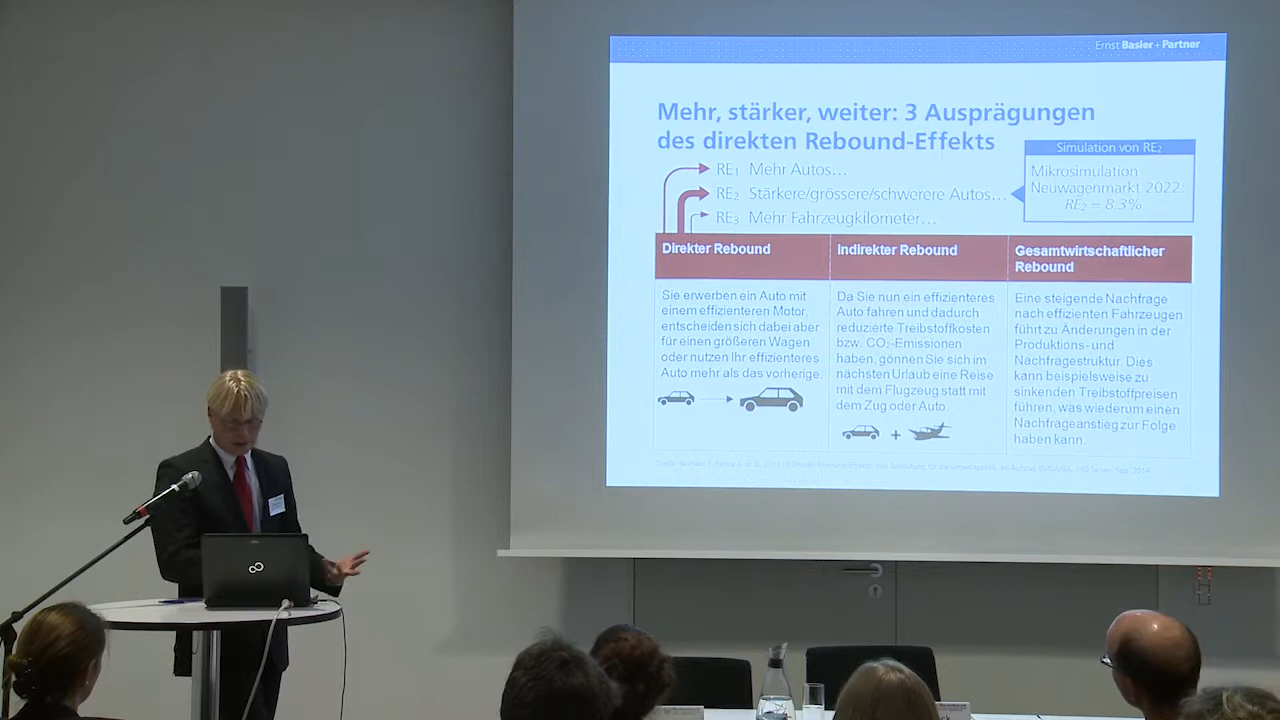 Ernst Basler + Partner
Mehr, stärker, weiter: 3 Ausprägungen
des direkten Rebound-Effekts
Simulation von RE2
RE1 Mehr Autos…
RE2 Stärkere/grössere/schwerere Autos…
RE3 Mehr Fahrzeugkilometer…
Mikrosimulation
Neuwagenmarkt 2022:
RE2 = 8.3%
Direkter Rebound
Sie erwerben ein Auto mit
einem effizienteren Motor,
entscheiden sich dabei aber
für einen größeren Wagen
oder nutzen Ihr effizienteres
Auto mehr als das vorherige.
Indirekter Rebound
Da Sie nun ein effizienteres
Auto fahren und dadurch
reduzierte Treibstoffkosten
bzw. CO2-Emissionen
haben, gönnen Sie sich im
nächsten Urlaub eine Reise
mit dem Flugzeug statt mit
dem Zug oder Auto.
Gesamtwirtschaftlicher
Rebound
Eine steigende Nachfrage
nach effizienten Fahrzeugen
führt zu Änderungen in der
Produktions- und
Nachfragestruktur. Dies
kann beispielsweise zu
sinkenden Treibstoffpreisen
führen, was wiederum einen
Nachfrageanstieg zur Folge
haben kann.